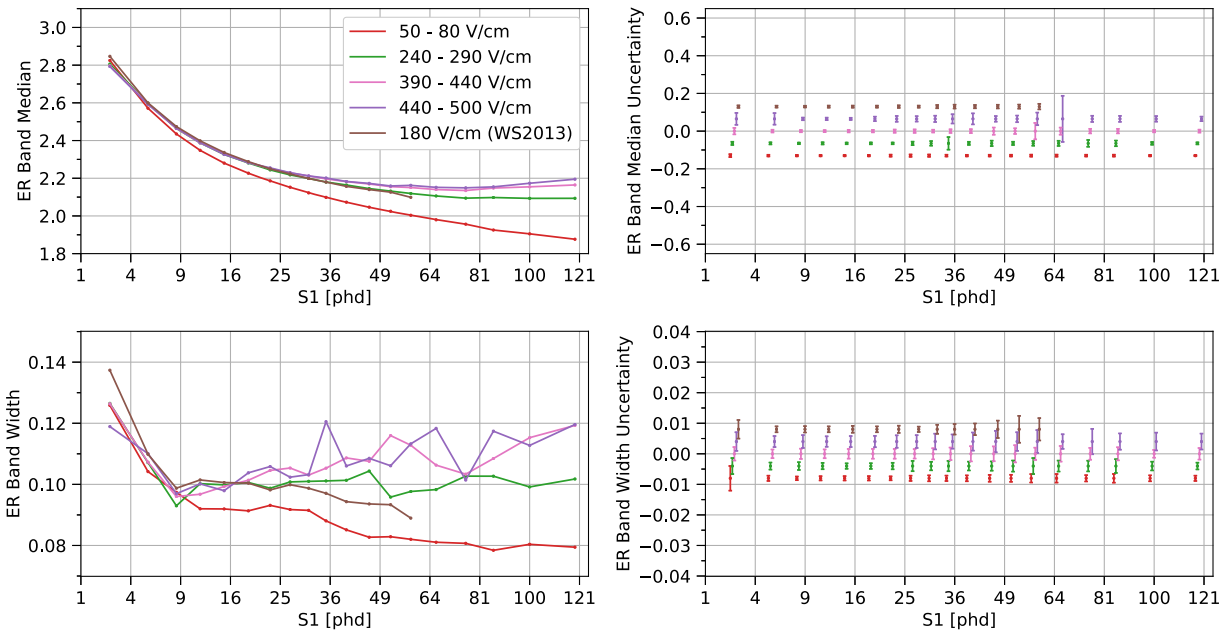 3.0
2.8
2.6
2.4
2.2
2.0
1.8
ER Band Median
50 - 80 V/cm
240 - 290 V/cm
390 - 440 V/cm
440 - 500 V/cm
180 V/cm (WS2013)
1 4 9 16 25 36 49 64 81 100 121
S1 [phd]
0.6
0.4
0.2
0.0
−0.2
−0.4
−0.6
ER Band Median Uncertainty
1 4 9 16 25 36 49 64 81 100 121
S1 [phd]
0.14
0.12
0.10
0.08
ER Band Width
1 4 9 16 25 36 49 64 81 100 121
S1 [phd]
0.04
0.03
0.02
0.01
0.00
−0.01
−0.02
−0.03
−0.04
ER Band Width Uncertainty
1 4 9 16 25 36 49 64 81 100 121
S1 [phd]